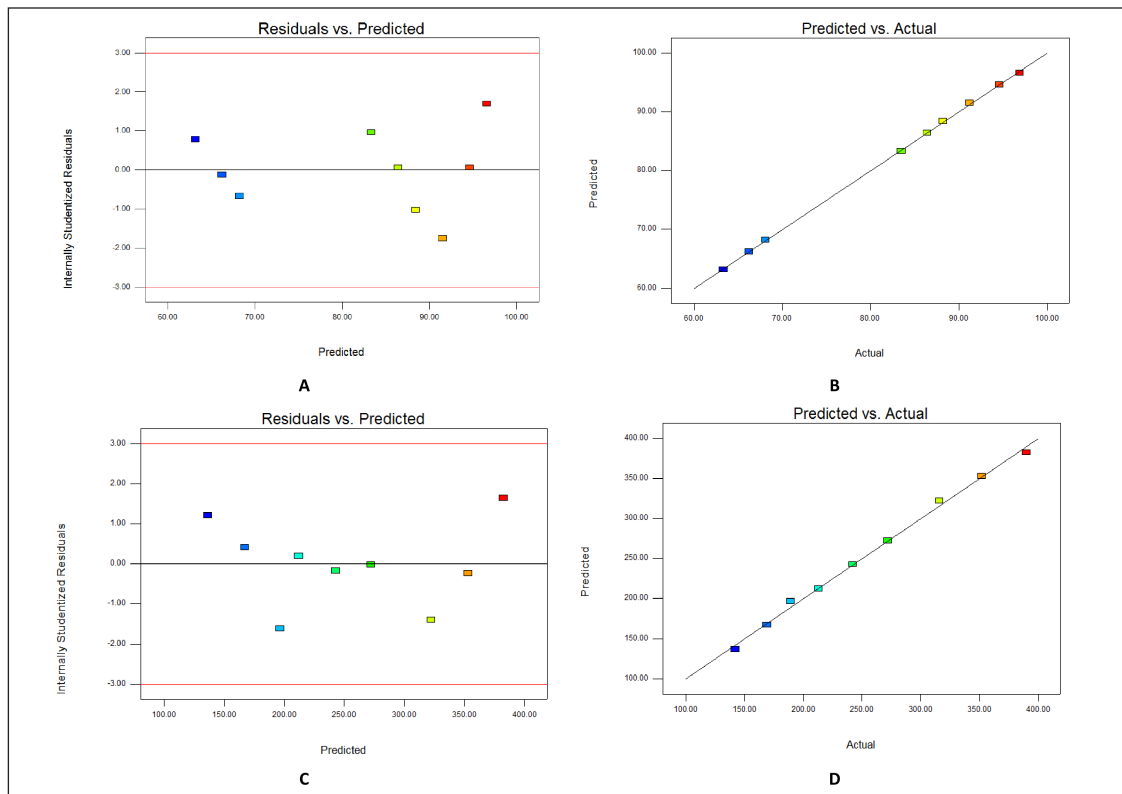 Residuals vs. Predicted
Internally Studentized Residuals
3.00
2.00
1.00
0.00
-1.00
-2.00
-3.00
60.00 70.00 80.00 90.00 100.00
Predicted
A
Predicted vs. Actual
Predicted
100.00
90.00
80.00
70.00
60.00
60.00 70.00 80.00 90.00 100.00
Actual
B
Residuals vs. Predicted
Internally Studentized Residuals
3.00
2.00
1.00
0.00
-1.00
-2.00
-3.00
100.00 150.00 200.00 250.00 300.00 350.00 400.00
Predicted
C
Predicted vs. Actual
Predicted
400.00
350.00
300.00
250.00
200.00
150.00
100.00
100.00 150.00 200.00 250.00 300.00 350.00 400.00
Actual
D